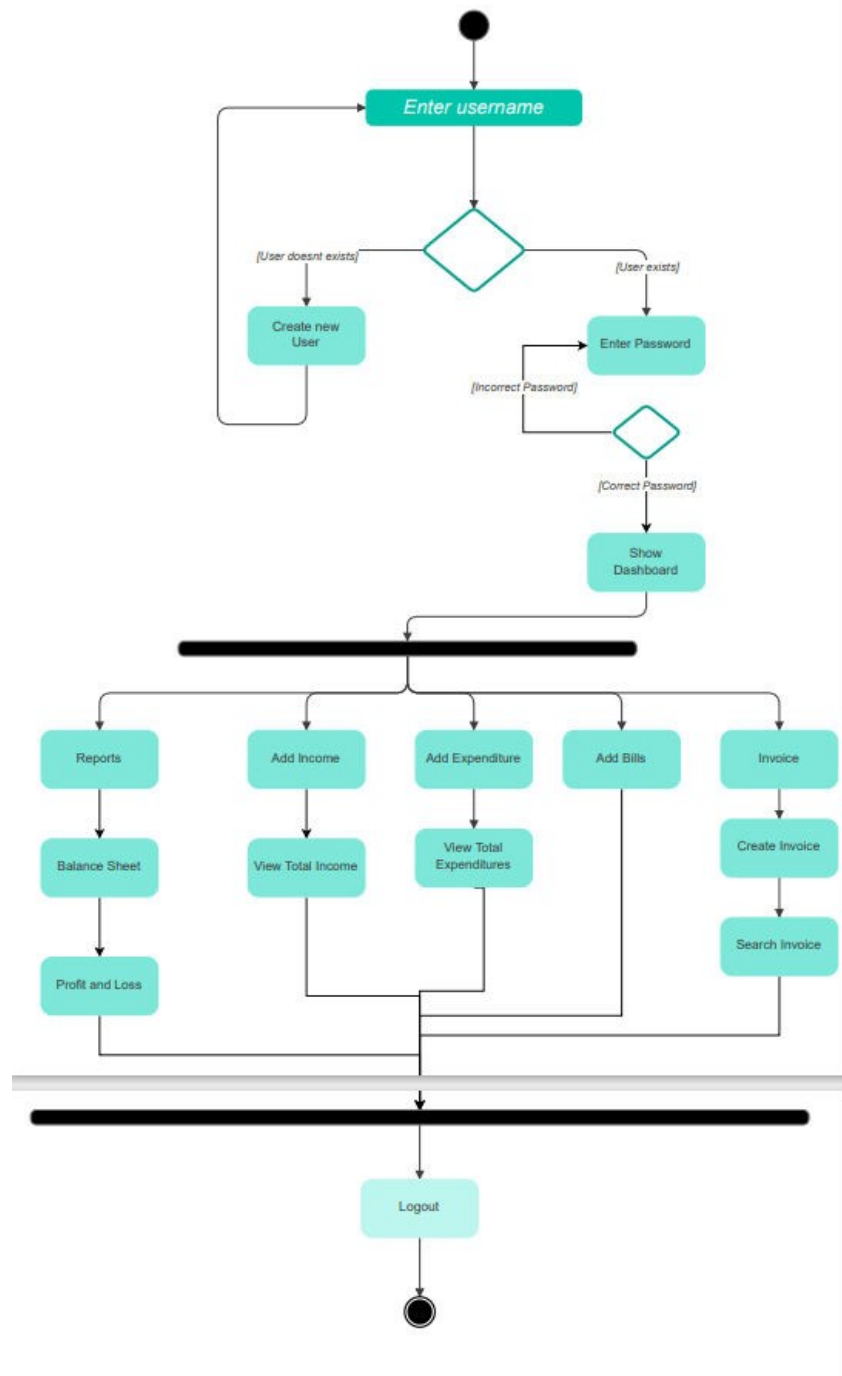 Enter username
[User doesnt exists]
[User exists]
Create new
User
Enter Password
[Incorrect Password]
[Correct Password]
Show
Dashboard
Reports
Add Income
Add Expenditure
Add Bills
Invoice
Balance Sheet
View Total Income
View Total
Expenditures
Create Invoice
Search Invoice
Profit and Loss
Logout